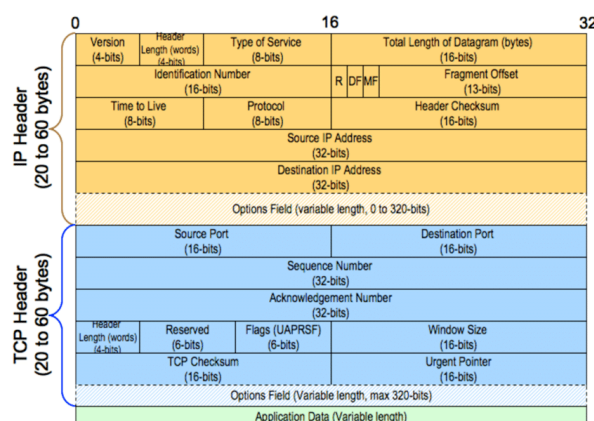 0 16 32
IP Header
(20 to 60 bytes)
Version
(4-bits)
Header
Length (words)
(4-bits)
Type of Service
(8-bits)
Total Length of Datagram (bytes)
(16-bits)
Identification Number
(16-bits)
R DF MF
Fragment Offset
(13-bits)
Time to Live
(8-bits)
Protocol
(8-bits)
Header Checksum
(16-bits)
Source IP Address
(32-bits)
Destination IP Address
(32-bits)
Options Field (variable length, 0 to 320-bits)
TCP Header
(20 to 60 bytes)
Source Port
(16-bits)
Destination Port
(16-bits)
Sequence Number
(32-bits)
Acknowledgement Number
(32-bits)
Header
Length (words)
(4-bits)
Reserved
(6-bits)
Flags (UAPRSF)
(6-bits)
Window Size
(16-bits)
TCP Checksum
(16-bits)
Urgent Pointer
(16-bits)
Options Field (Variable length, max 320-bits)
Application Data (Variable length)